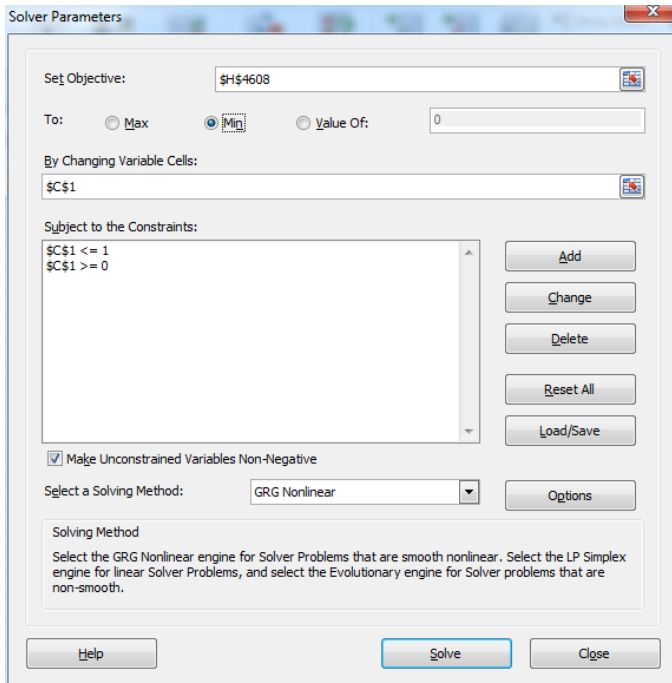 Solver Parameters
Set Objective:
$H$4608
To:
Max
Min
Value Of:
0
By Changing Variable Cells:
$C$1
Subject to the Constraints:
$C$1 <= 1
$C$1 >= 0
Add
Change
Delete
Reset All
Load/Save
Make Unconstrained Variables Non-Negative
Select a Solving Method:
GRG Nonlinear
Options
Solving Method
Select the GRG Nonlinear engine for Solver Problems that are smooth nonlinear. Select the LP Simplex
engine for linear Solver Problems, and select the Evolutionary engine for Solver problems that are
non-smooth.
Help
Solve
Close